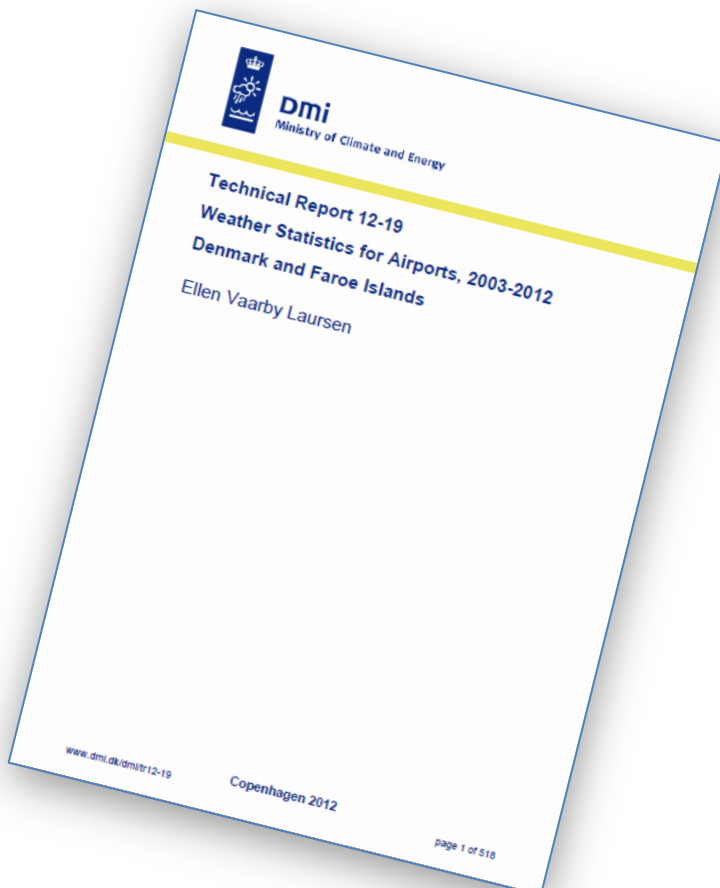 Dmi
Ministry of Climate and Energy
Technical Report 12-19
Weather Statistics for Airports, 2003-2012
Denmark and Faroe Islands
Ellen Vaarby Laursen
www.dmi.dk/dmi/tr12-19
Copenhagen 2012
page 1 of 518